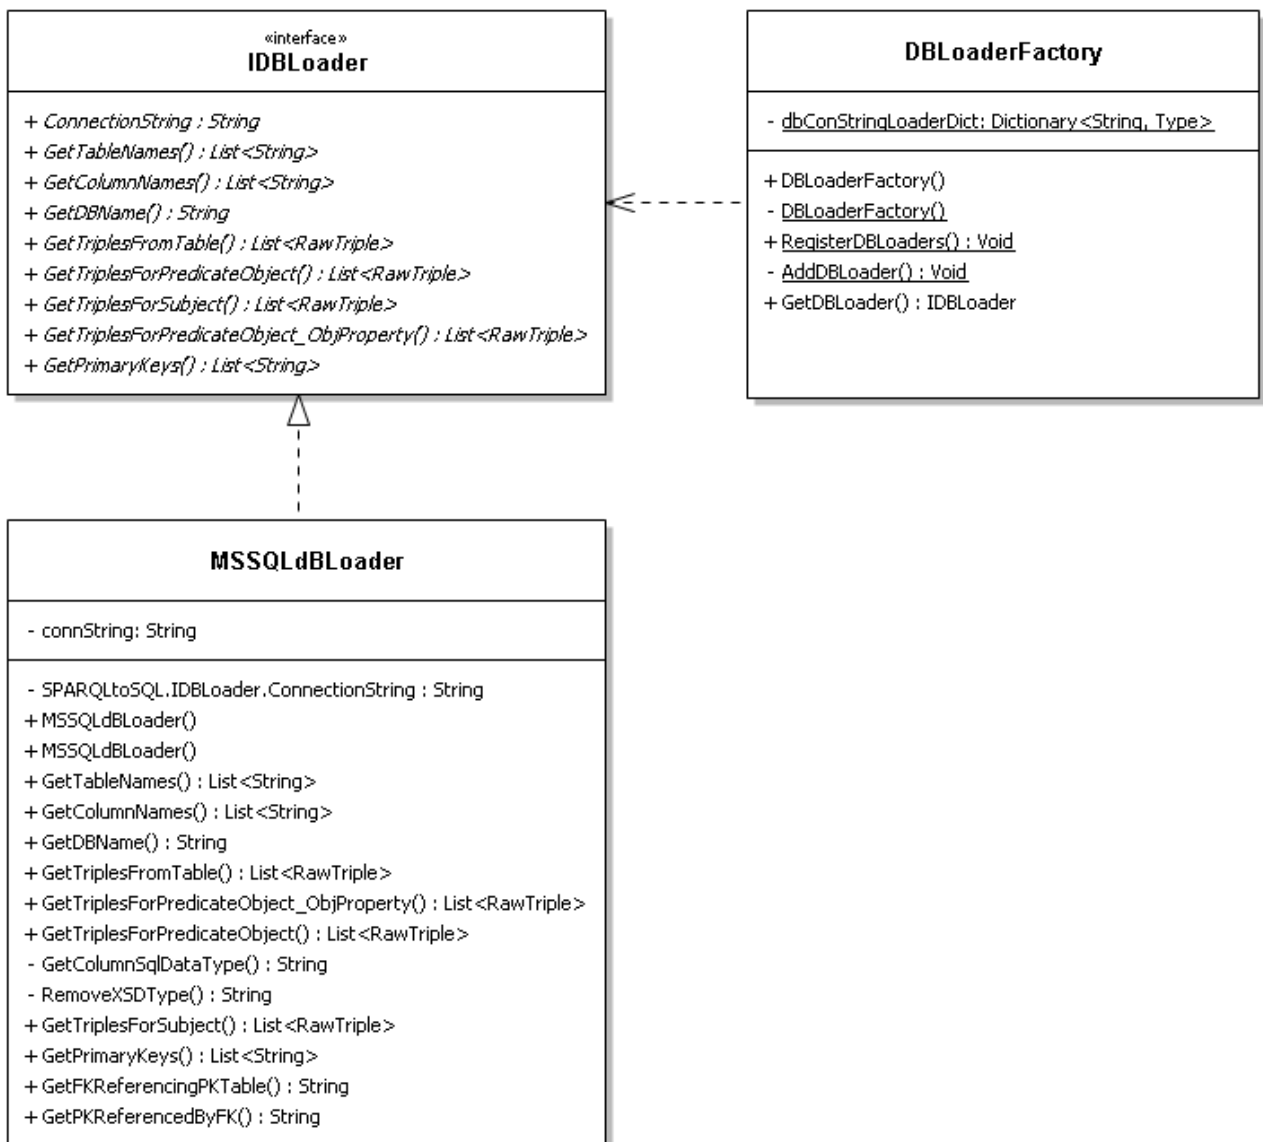 «interface»
IDBLoader
+ ConnectionString : String
+ GetTableNames() : List<String>
+ GetColumnNames() : List<String>
+ GetDBName() : String
+ GetTriplesFromTable() : List<RawTriple>
+ GetTriplesForPredicateObject() : List<RawTriple>
+ GetTriplesForSubject() : List<RawTriple>
+ GetTriplesForPredicateObject_ObjProperty() : List<RawTriple>
+ GetPrimaryKeys() : List<String>
DBLoaderFactory
- dbConStringLoaderDict: Dictionary<String, Type>
+ DBLoaderFactory()
- DBLoaderFactory()
+ RegisterDBLoaders() : Void
- AddDBLoader() : Void
+ GetDBLoader() : IDBLoader
MSSQLdBLoader
- connString: String
- SPARQLtoSQL.IDBLoader.ConnectionString : String
+ MSSQLdBLoader()
+ MSSQLdBLoader()
+ GetTableNames() : List<String>
+ GetColumnNames() : List<String>
+ GetDBName() : String
+ GetTriplesFromTable() : List<RawTriple>
+ GetTriplesForPredicateObject_ObjProperty() : List<RawTriple>
+ GetTriplesForPredicateObject() : List<RawTriple>
- GetColumnSqlDataType() : String
- RemoveXSDType() : String
+ GetTriplesForSubject() : List<RawTriple>
+ GetPrimaryKeys() : List<String>
+ GetFKReferencingPKTable() : String
+ GetPKReferencedByFK() : String